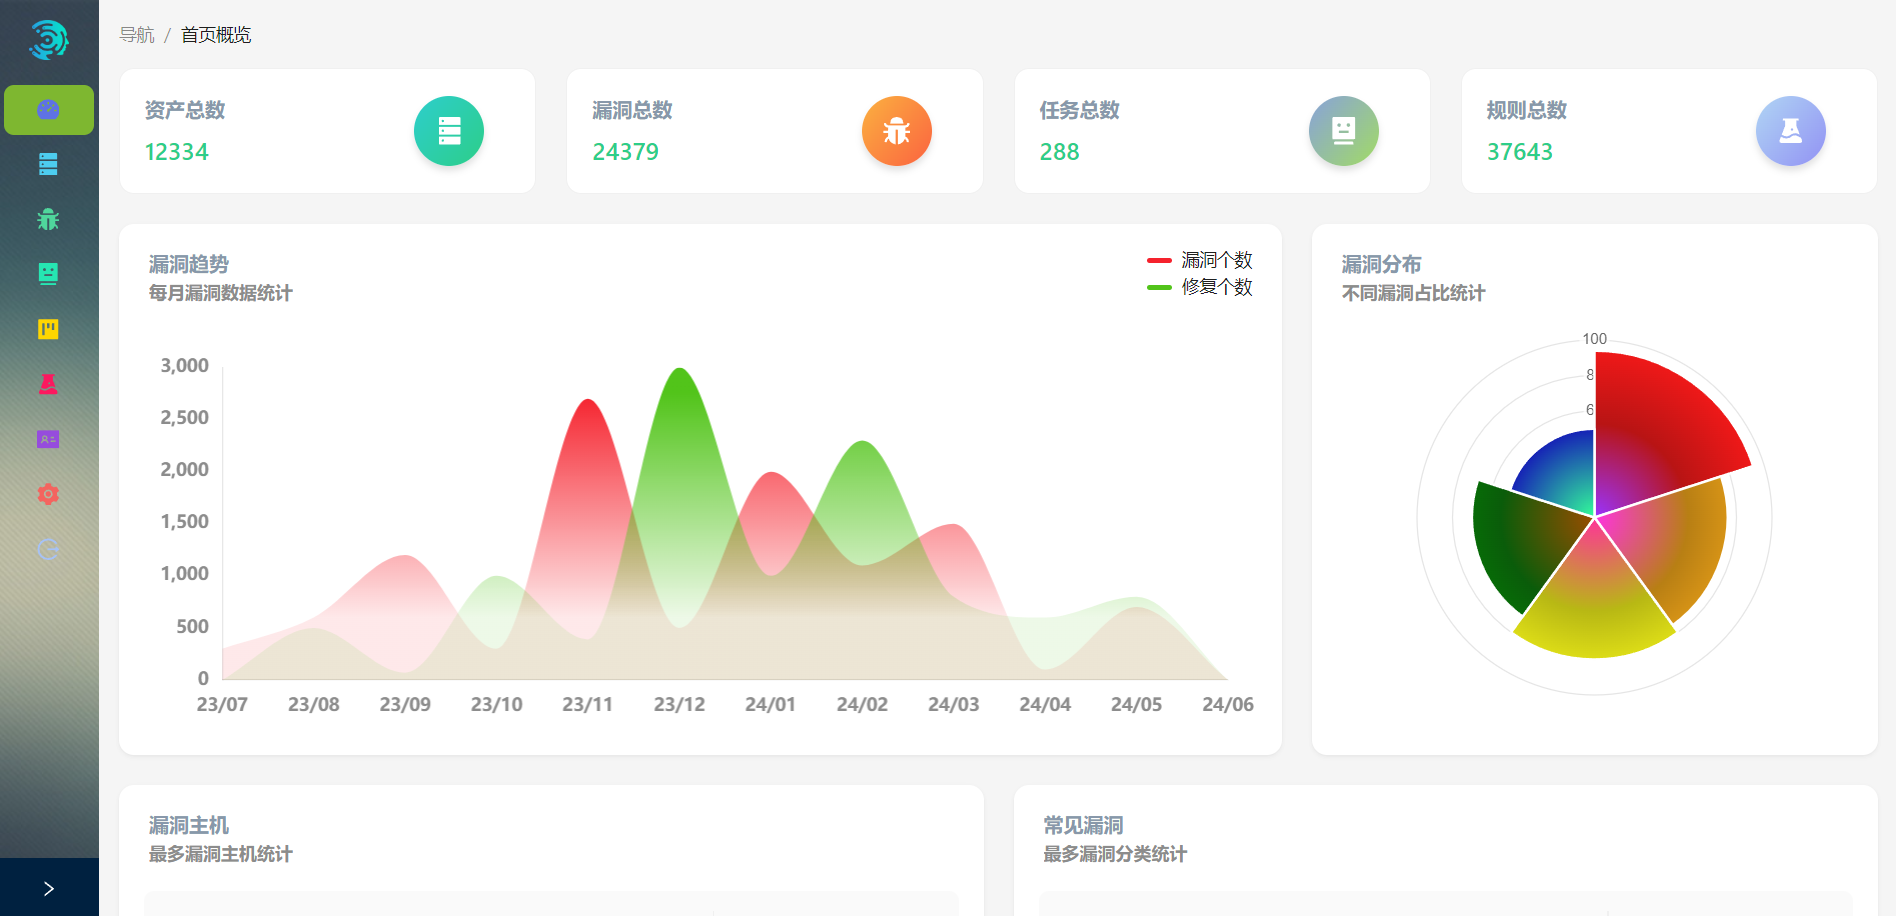 导航 / 首页概览
资产总数
12334
漏洞总数
24379
任务总数
288
规则总数
37643
漏洞趋势
每月漏洞数据统计
漏洞个数
修复个数
3,000
2,500
2,000
1,500
1,000
500
0
23/07 23/08 23/09 23/10 23/11 23/12 24/01 24/02 24/03 24/04 24/05 24/06
漏洞分布
不同漏洞占比统计
100
8
6
漏洞主机
最多漏洞主机统计
常见漏洞
最多漏洞分类统计